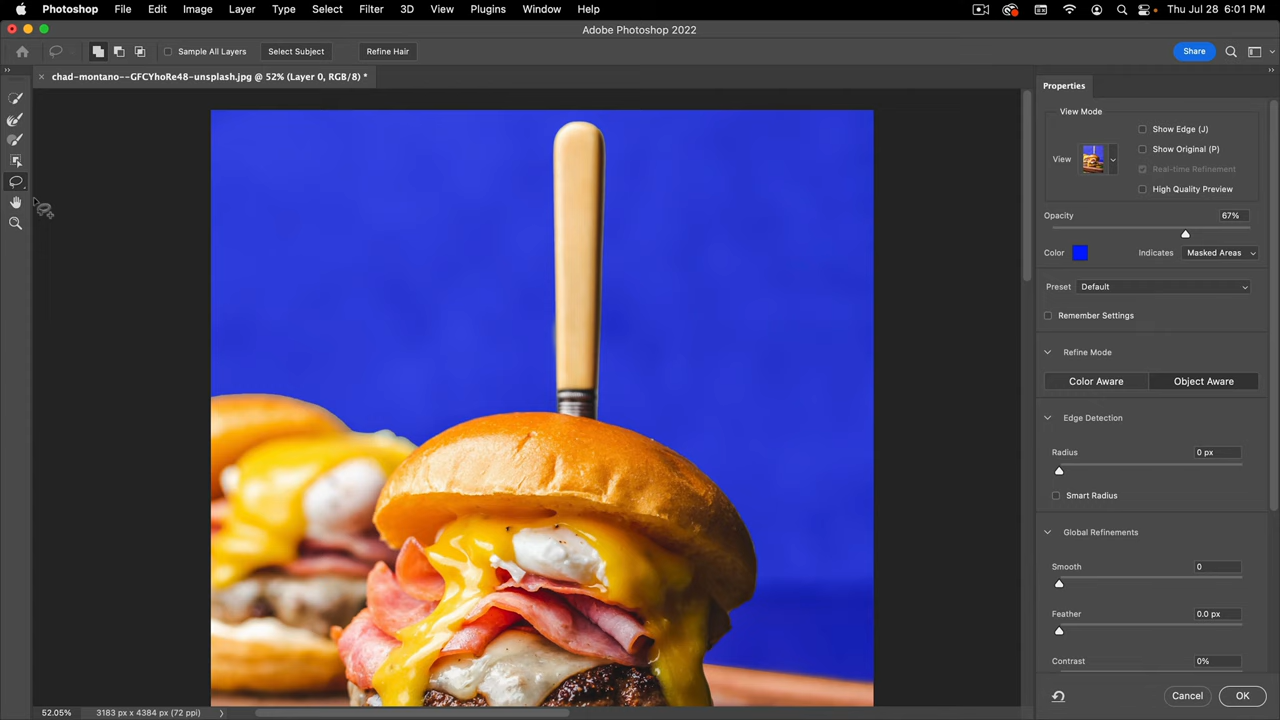 Photoshop File Edit Image Layer Type Select Filter 3D View Plugins Window Help Thu Jul 28 6:01 PM
Adobe Photoshop 2022
Sample All Layers Select Subject Refine Hair Share
chad-montano--GFCYhoRe48-unsplash.jpg @ 52% (Layer 0, RGB/8) *
Properties
View Mode
Show Edge (J)
View Show Original (P)
Real-time Refinement
High Quality Preview
Opacity 67%
Color Indicates Masked Areas
Preset Default
Remember Settings
Refine Mode
Color Aware Object Aware
Edge Detection
Radius 0 px
Smart Radius
Global Refinements
Smooth 0
Feather 0.0 px
Contrast 0%
Cancel OK
52.05% 3183 px x 4384 px (72 ppi)